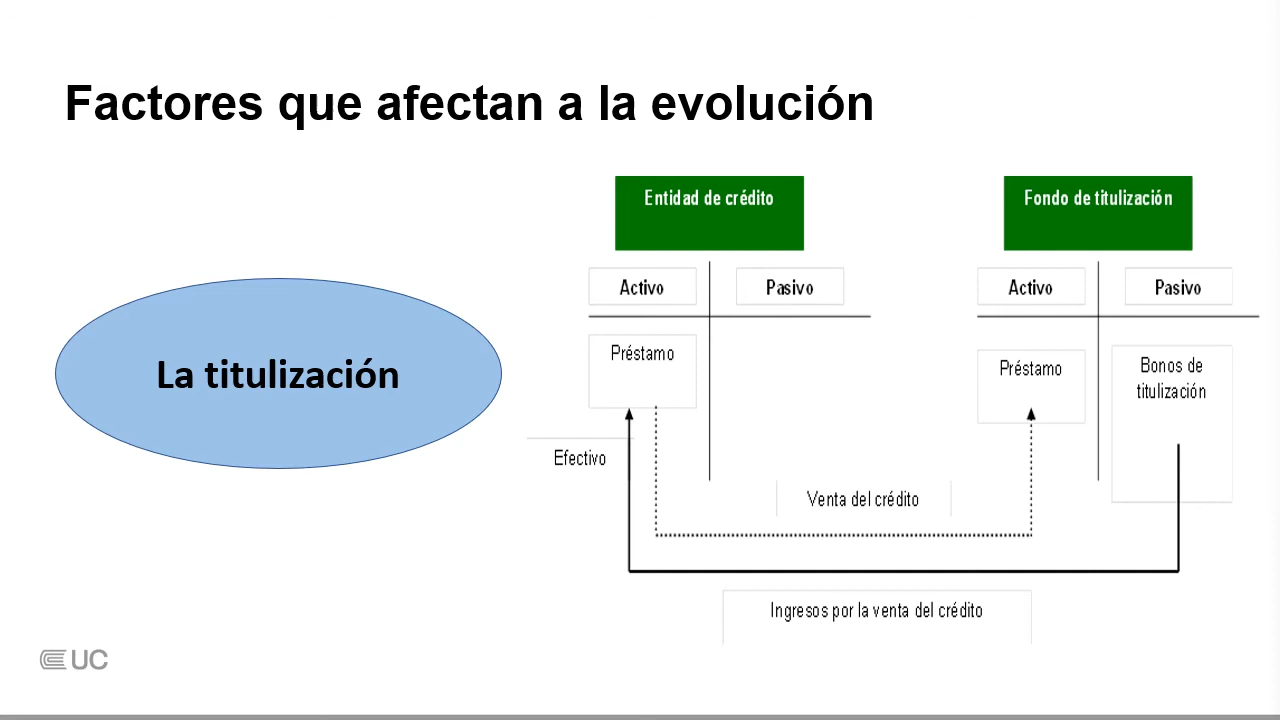 Factores que afectan a la evolución
Entidad de crédito
Fondo de titulización
Activo
Pasivo
Activo
Pasivo
Préstamo
Préstamo
Bonos de
titulización
La titulización
Efectivo
Venta del crédito
Ingresos por la venta del crédito
UC